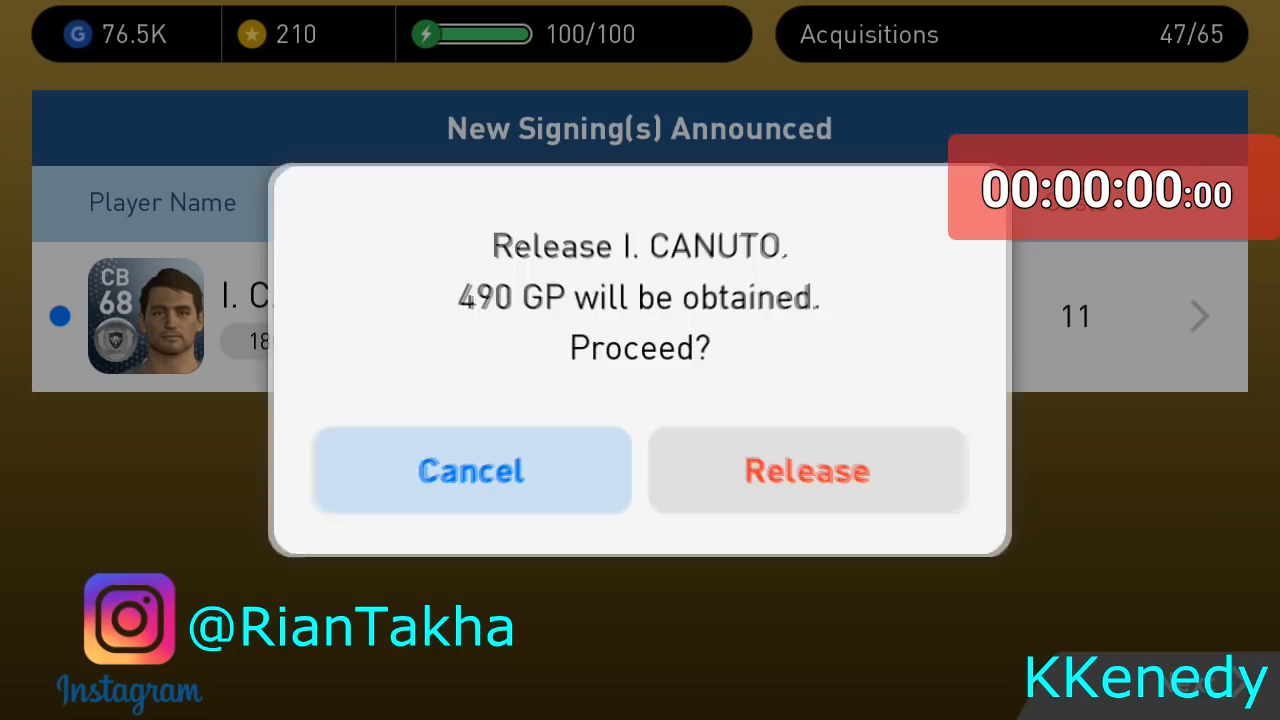 76.5K
210
100/100
Acquisitions
47/65
New Signing(s) Announced
Player Name
00:00:00:00
Release I. CANUTO.
490 GP will be obtained.
Proceed?
CB
68
I. C
18
11
Cancel
Release
@RianTakha
Instagram
KKenedy